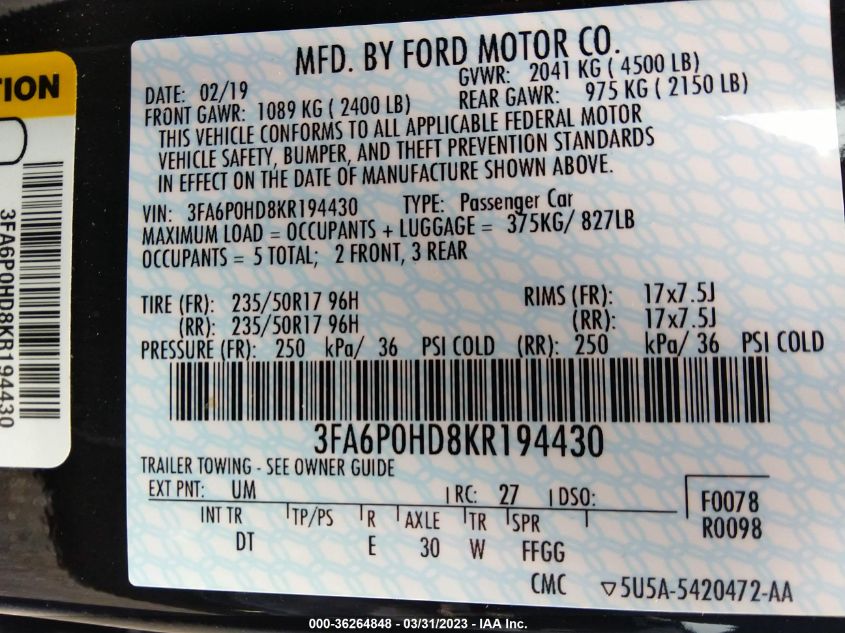 MFD. BY FORD MOTOR CO.
DATE: 02/19 GVWR: 2041 KG ( 4500 LB)
FRONT GAWR: 1089 KG ( 2400 LB) REAR GAWR: 975 KG ( 2150 LB)
THIS VEHICLE CONFORMS TO ALL APPLICABLE FEDERAL MOTOR
VEHICLE SAFETY, BUMPER, AND THEFT PREVENTION STANDARDS
IN EFFECT ON THE DATE OF MANUFACTURE SHOWN ABOVE.
VIN: 3FA6P0HD8KR194430 TYPE: Passenger Car
MAXIMUM LOAD = OCCUPANTS + LUGGAGE = 375KG/ 827LB
OCCUPANTS = 5 TOTAL; 2 FRONT, 3 REAR
TIRE (FR): 235/50R17 96H RIMS (FR): 17x7.5J
(RR): 235/50R17 96H (RR): 17x7.5J
PRESSURE (FR): 250 kPa/ 36 PSI COLD (RR): 250 kPa/ 36 PSI COLD
3FA6P0HD8KR194430
TRAILER TOWING - SEE OWNER GUIDE
EXT PNT: UM RC: 27 DSO:
F0078
R0098
INT TR TP/PS R AXLE TR SPR
DT E 30 W FFGG
CMC ▽5U5A-5420472-AA
TION
3FA6P0HD8KR194430
000-36264848 - 03/31/2023 - IAA Inc.